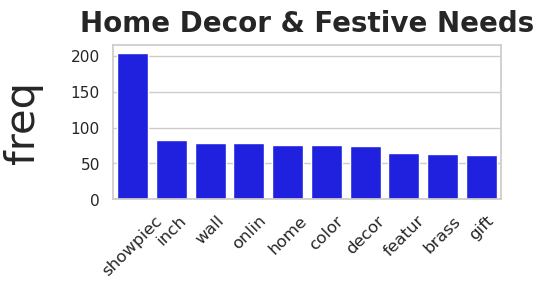 Home Decor & Festive Needs
freq
200
150
100
50
0
showpiec
inch
wall
onlin
home
color
decor
featur
brass
gift